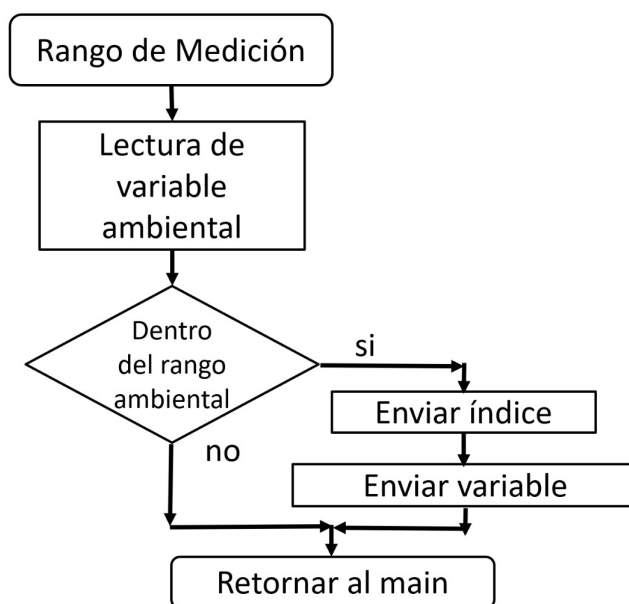 Rango de Medición
Lectura de
variable
ambiental
Dentro
del rango
ambiental
si
Enviar índice
no
Enviar variable
Retornar al main